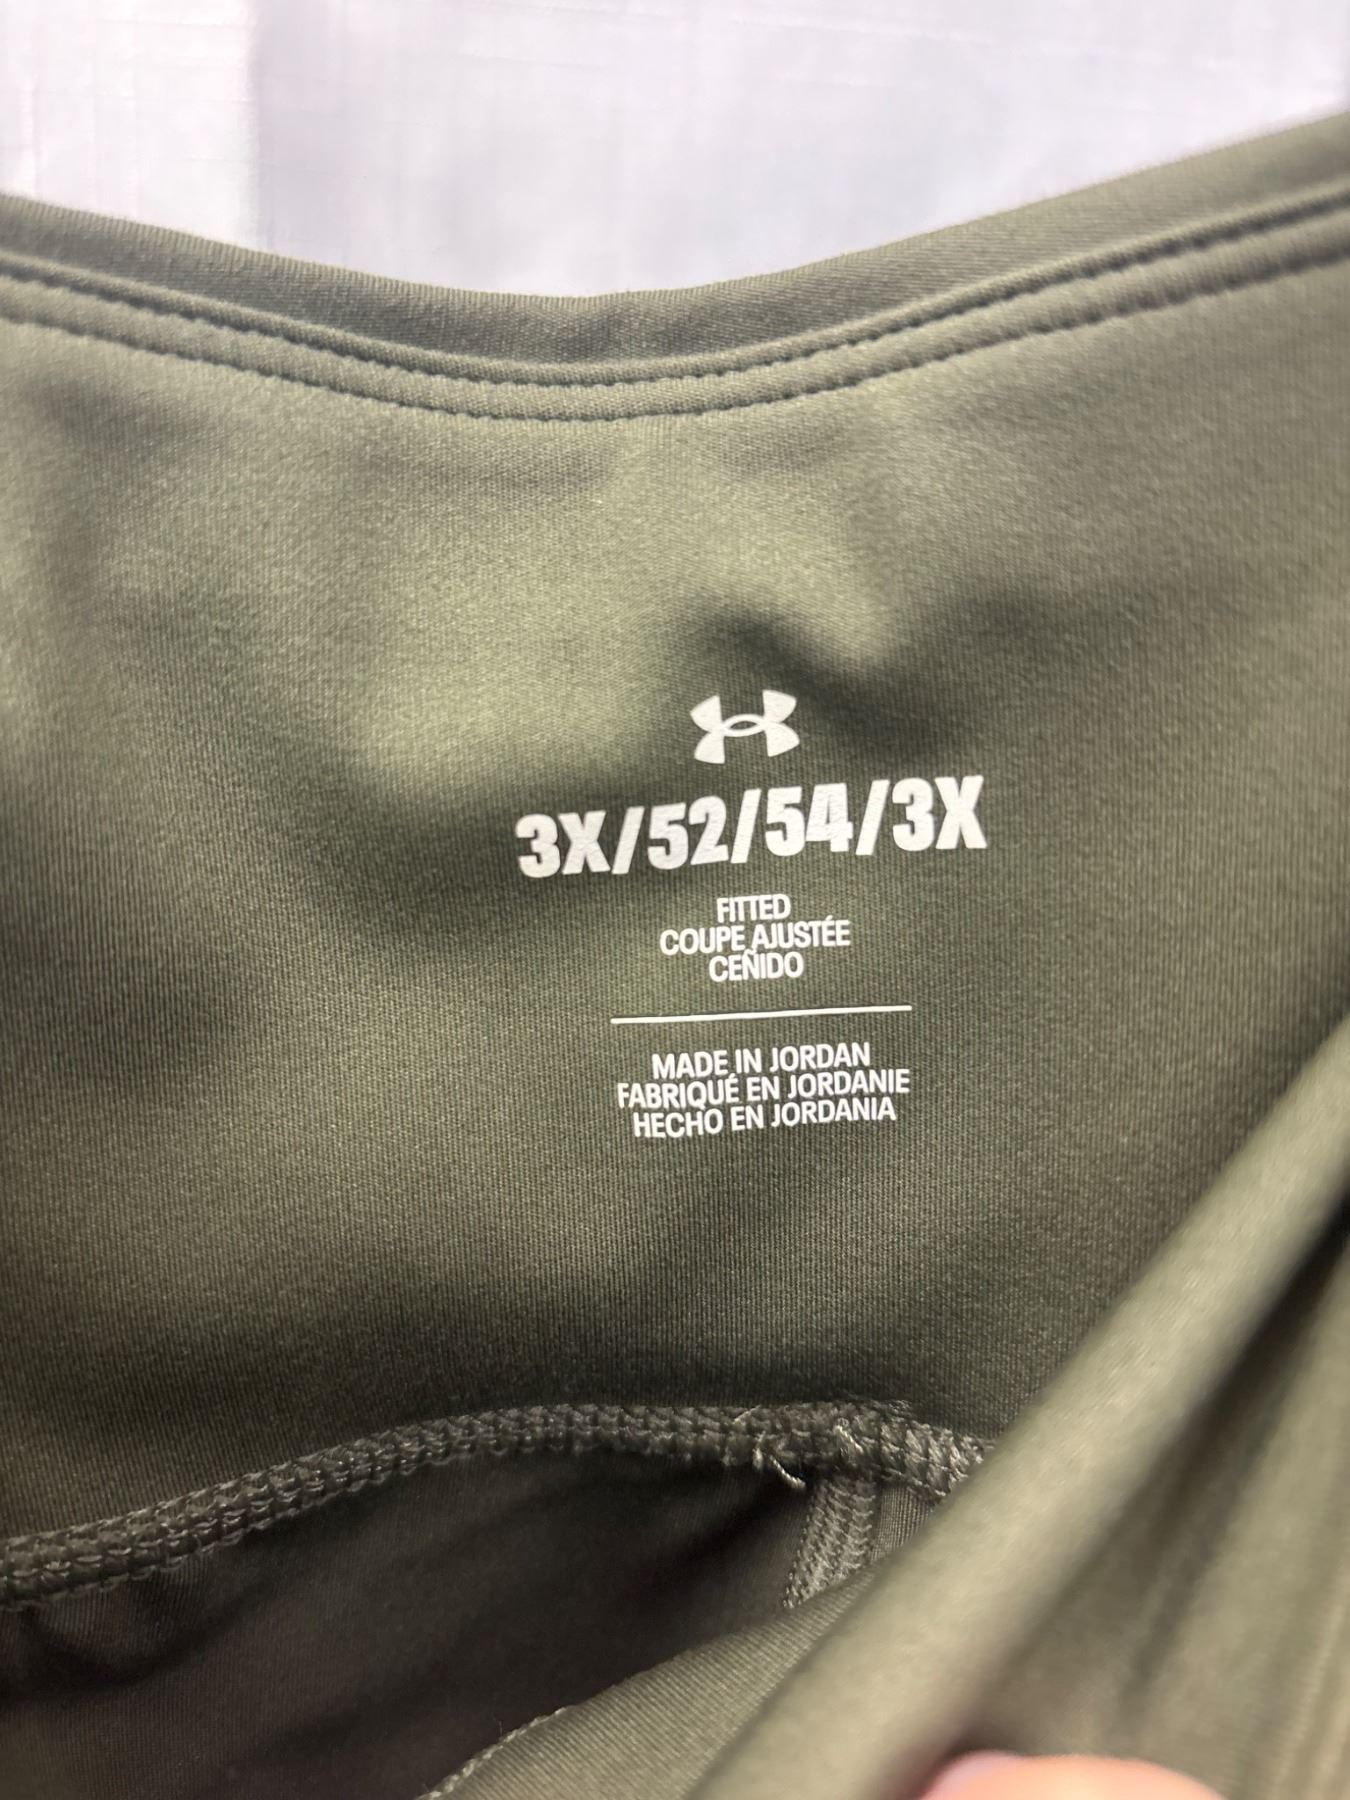 3X/52/54/3X
FITTED
COUPE AJUSTÉE
CEÑIDO
MADE IN JORDAN
FABRIQUÉ EN JORDANIE
HECHO EN JORDANIA